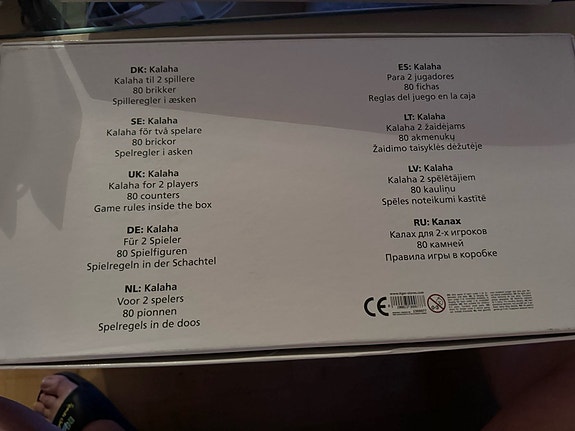 DK: Kalaha
Kalaha til 2 spillere
80 brikker
Spilleregler i æsken
SE: Kalaha
Kalaha för två spelare
80 brickor
Spelregler i asken
UK: Kalaha
Kalaha for 2 players
80 counters
Game rules inside the box
DE: Kalaha
Für 2 Spieler
80 Spielfiguren
Spielregeln in der Schachtel
NL: Kalaha
Voor 2 spelers
80 pionnen
Spelregels in de doos
ES: Kalaha
Para 2 jugadores
80 fichas
Reglas del juego en la caja
LT: Kalaha
Kalaha 2 žaidėjams
80 akmenukų
Žaidimo taisyklės dėžutėje
LV: Kalaha
Kalaha 2 spēlētājiem
80 kauliņu
Spēles noteikumi kastītē
RU: Калах
Калах для 2-х игроков
80 камней
Правила игры в коробке
CE